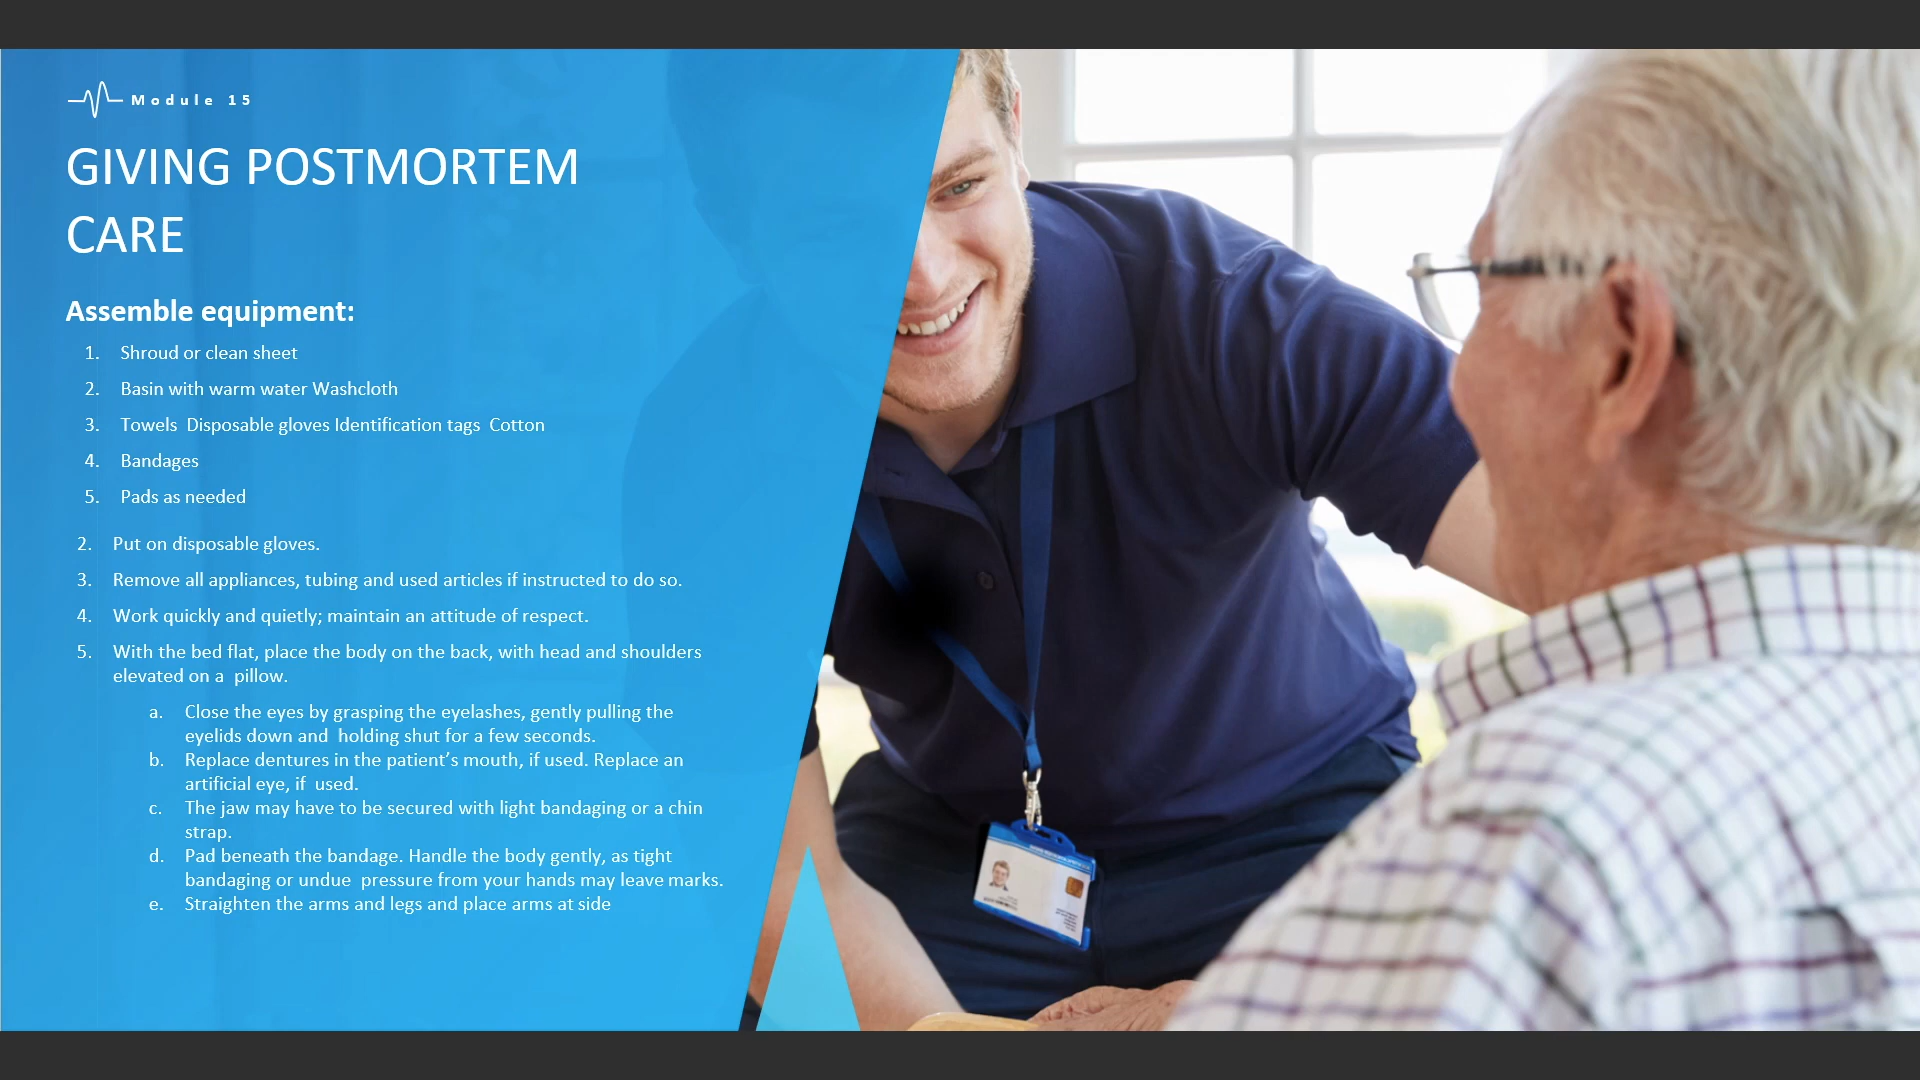 Module 15
GIVING POSTMORTEM
CARE
Assemble equipment:
1. Shroud or clean sheet
2. Basin with warm water Washcloth
3. Towels Disposable gloves Identification tags Cotton
4. Bandages
5. Pads as needed
2. Put on disposable gloves.
3. Remove all appliances, tubing and used articles if instructed to do so.
4. Work quickly and quietly; maintain an attitude of respect.
5. With the bed flat, place the body on the back, with head and shoulders
elevated on a pillow.
a. Close the eyes by grasping the eyelashes, gently pulling the
eyelids down and holding shut for a few seconds.
b. Replace dentures in the patient’s mouth, if used. Replace an
artificial eye, if used.
c. The jaw may have to be secured with light bandaging or a chin
strap.
d. Pad beneath the bandage. Handle the body gently, as tight
bandaging or undue pressure from your hands may leave marks.
e. Straighten the arms and legs and place arms at side